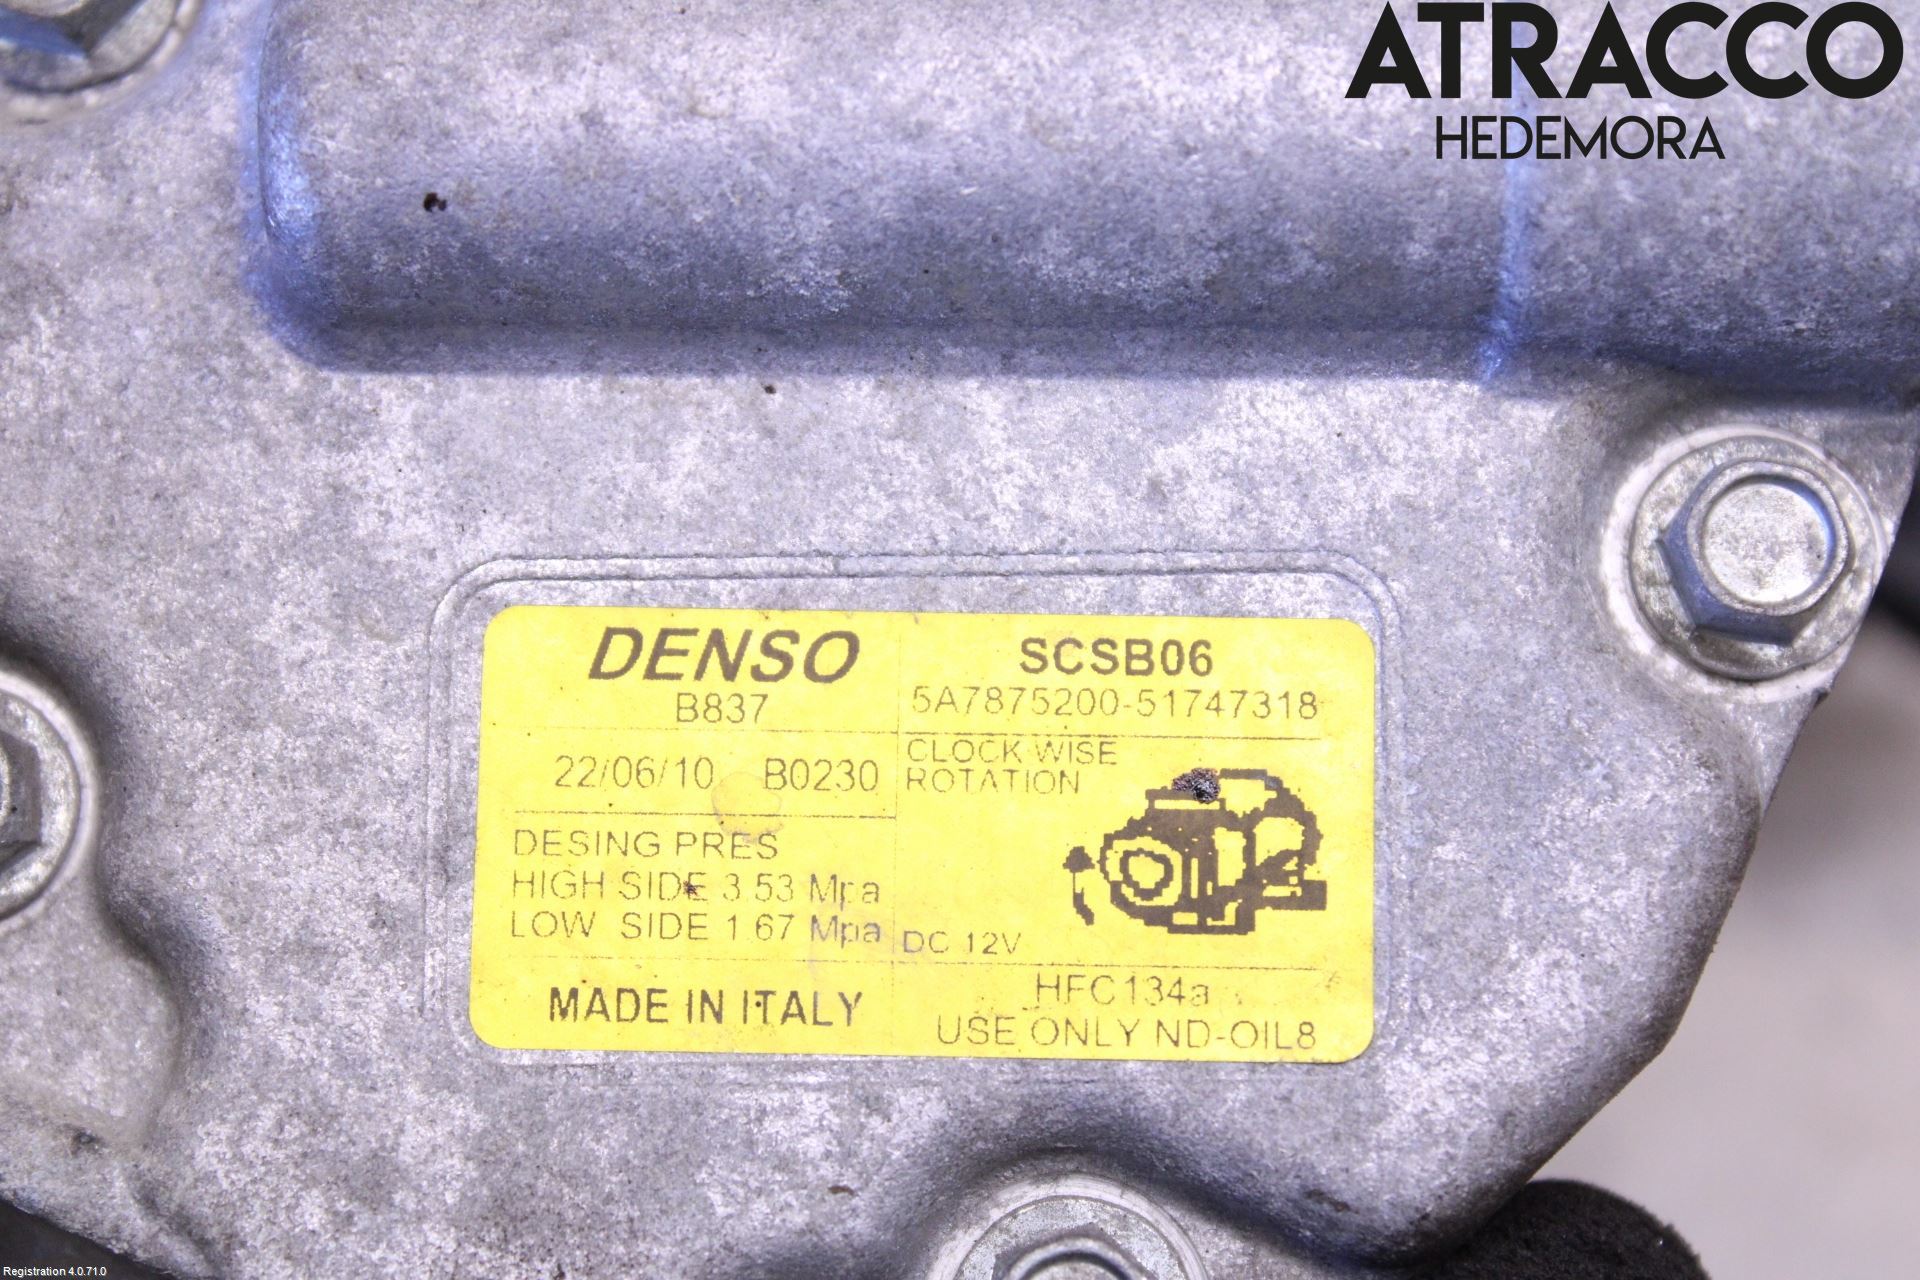 ATRACCO
HEDEMORA
DENSO
B837
SCSB06
5A7875200-51747318
22/06/10 B0230
CLOCK WISE
ROTATION
DESING PRES
HIGH SIDE 3.53 Mpa
LOW SIDE 1.67 Mpa
DC 12V
MADE IN ITALY
HFC134a
USE ONLY ND-OIL8
Registration 4.0.71.0